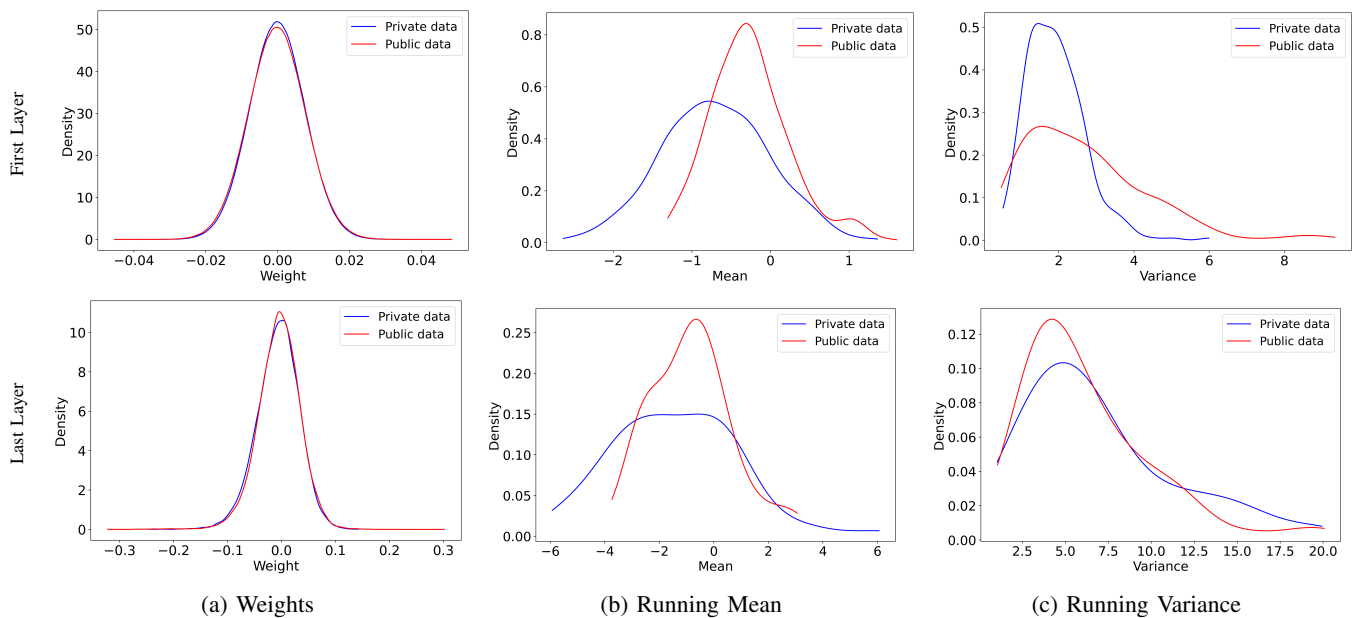 First Layer
Density
50
40
30
20
10
0
−0.04 −0.02 0.00 0.02 0.04
Weight
Private data
Public data
Density
0.8
0.6
0.4
0.2
0.0
−2 −1 0 1
Mean
Private data
Public data
Density
0.5
0.4
0.3
0.2
0.1
0.0
2 4 6 8
Variance
Private data
Public data
Last Layer
Density
10
8
6
4
2
0
−0.3 −0.2 −0.1 0.0 0.1 0.2 0.3
Weight
Private data
Public data
Density
0.25
0.20
0.15
0.10
0.05
0.00
−6 −4 −2 0 2 4 6
Mean
Private data
Public data
Density
0.12
0.10
0.08
0.06
0.04
0.02
0.00
2.5 5.0 7.5 10.0 12.5 15.0 17.5 20.0
Variance
Private data
Public data
(a) Weights
(b) Running Mean
(c) Running Variance